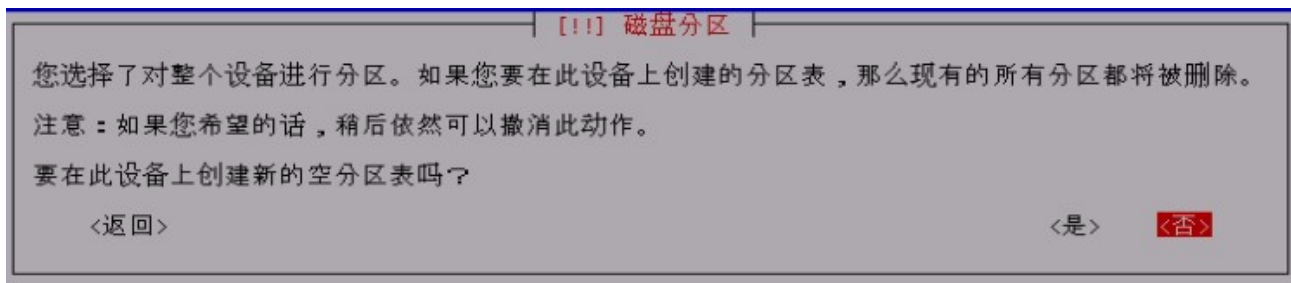 [!!] 磁盘分区
您选择了对整个设备进行分区。如果您要在此设备上创建的分区表，那么现有的所有分区都将被删除。
注意：如果您希望的话，稍后依然可以撤消此动作。
要在此设备上创建新的空分区表吗？
<返回> <是> <否>